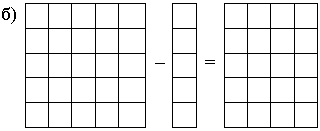 б) – =